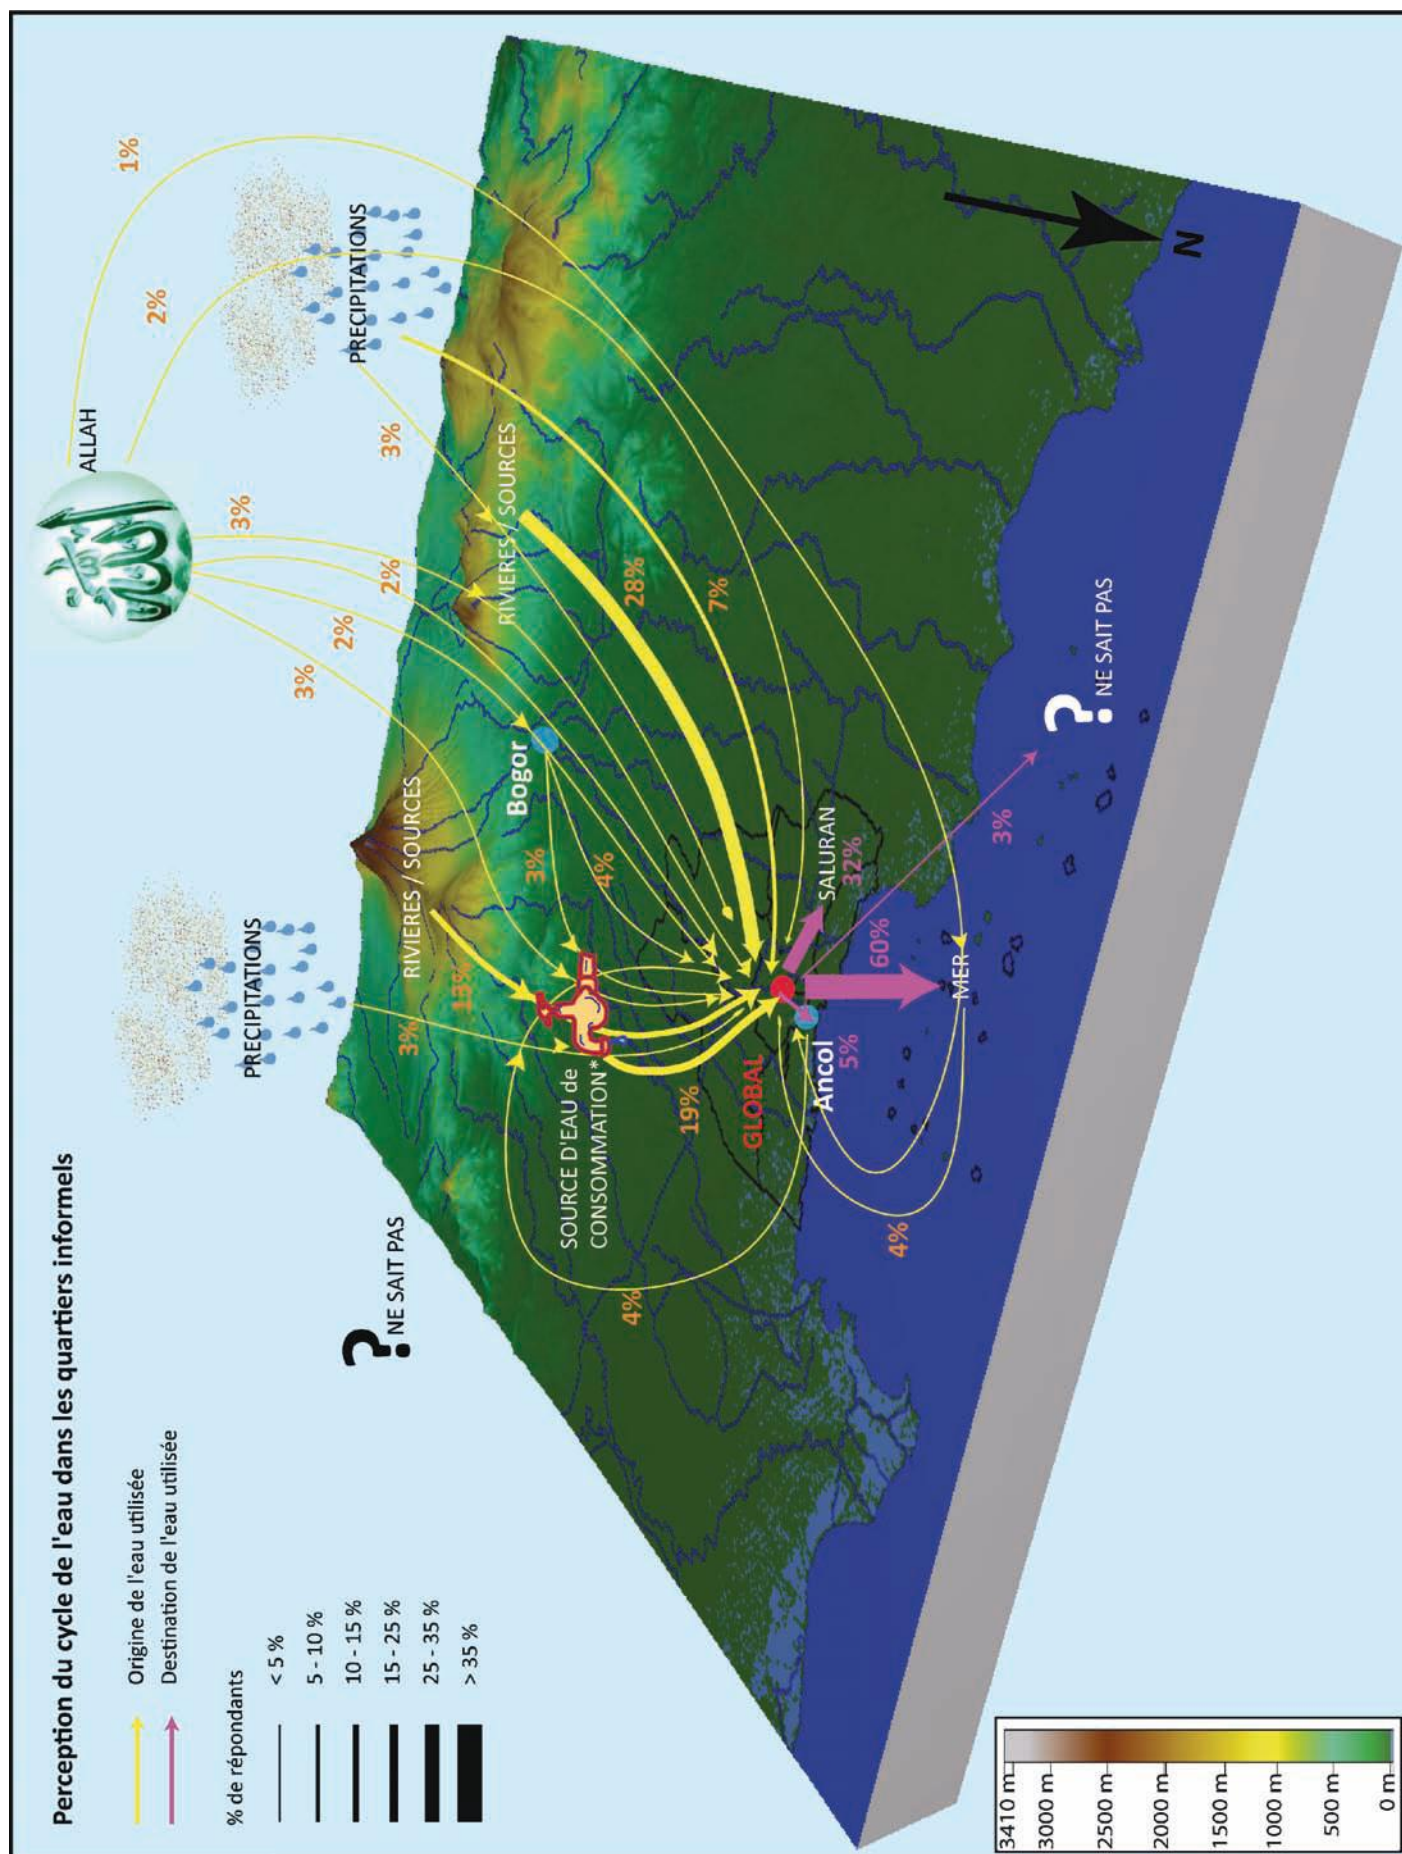 Perception du cycle de l'eau dans les quartiers informels
Origine de l'eau utilisée
Destination de l'eau utilisée
% de répondants
< 5 %
5 - 10 %
10 - 15 %
15 - 25 %
25 - 35 %
> 35 %
ALLAH
1%
2%
3%
2%
2%
3%
PRECIPITATIONS
PRECIPITATIONS
3%
3%
RIVIERES / SOURCES
RIVIERES / SOURCES
13%
28%
7%
Bogor
3%
4%
? NE SAIT PAS
SOURCE D'EAU de
CONSOMMATION*
19%
4%
GLOBAL
Ancol
5%
SALURAN
32%
60%
MER
4%
3%
? NE SAIT PAS
N
3410 m
3000 m
2500 m
2000 m
1500 m
1000 m
500 m
0 m